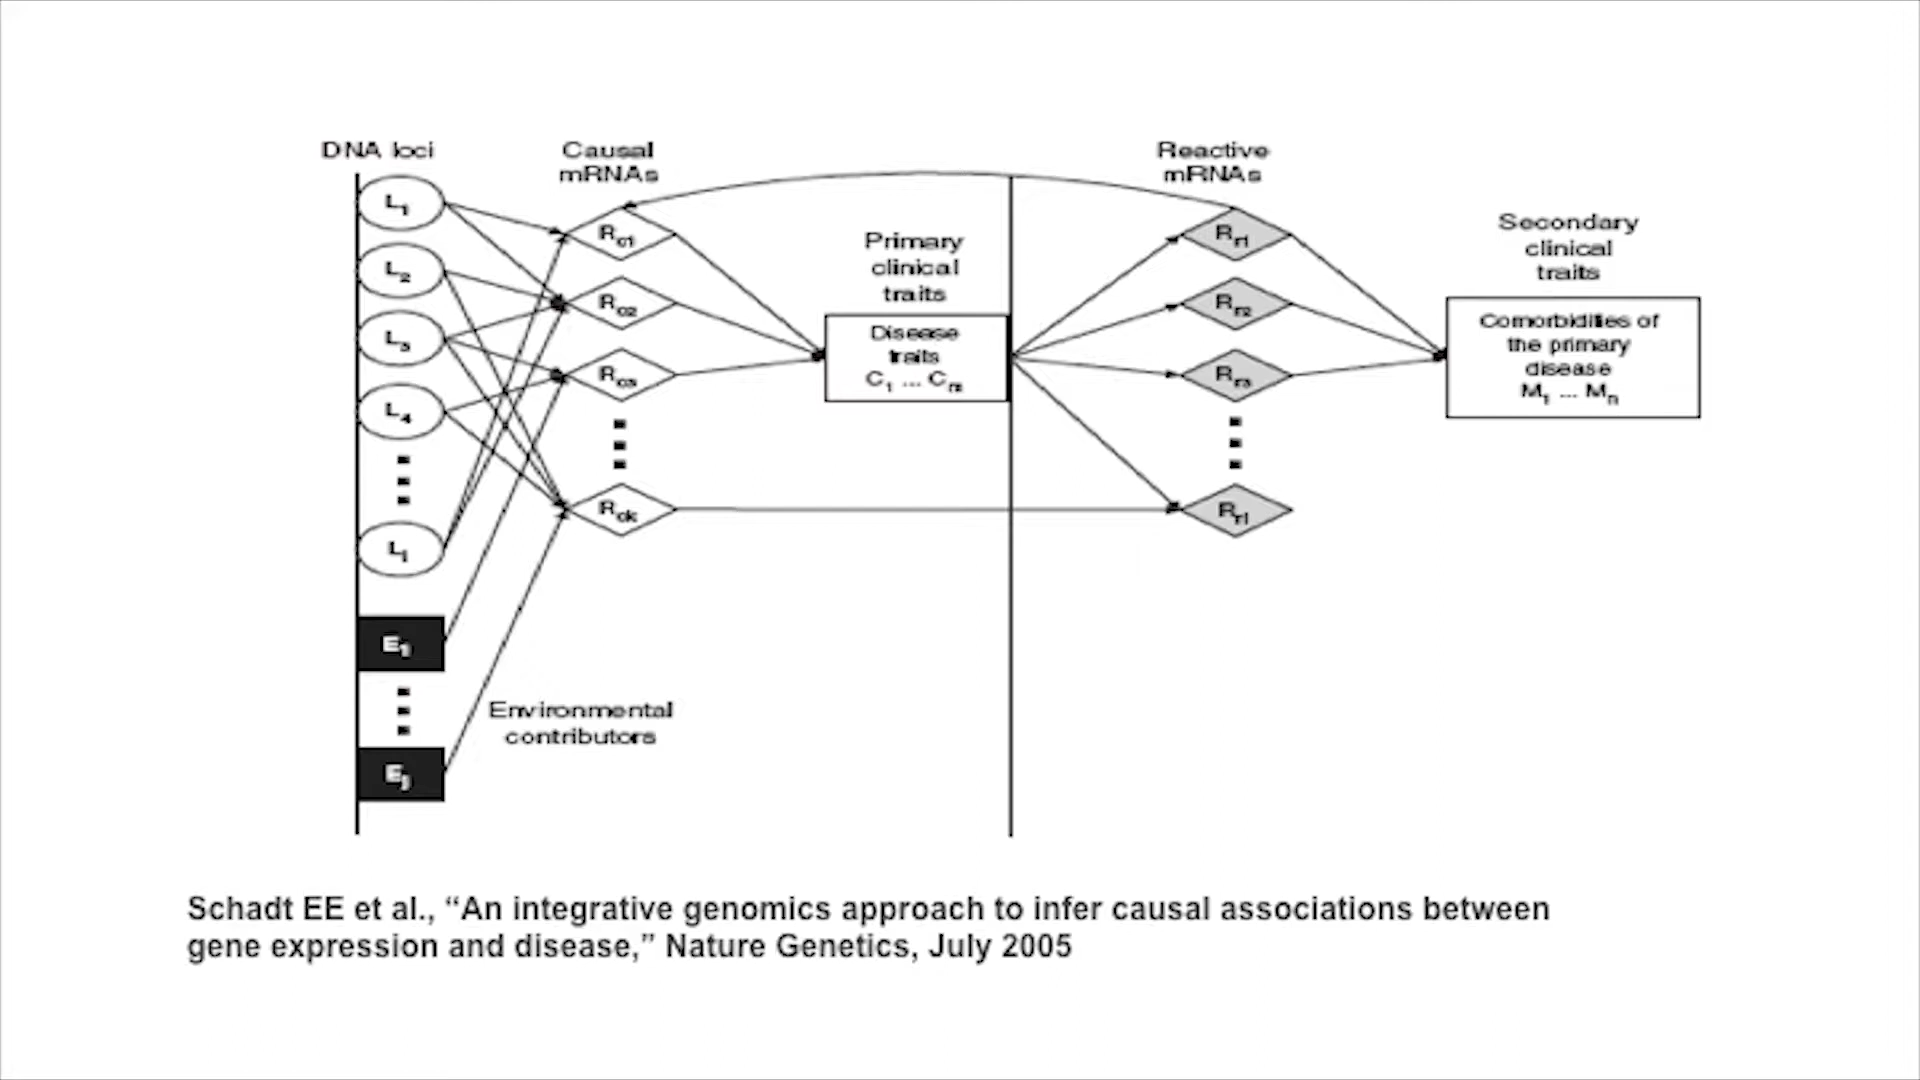 DNA loci
Causal
mRNAs
Reactive
mRNAs
Secondary
clinical
traits
Primary
clinical
traits
L1
L2
L3
L4
Li
Rc1
Rc2
Rc3
Rck
Disease
traits
C1 ... Cm
Rr1
Rr2
Rr3
Rrl
Comorbidities of
the primary
disease
M1 ... Mn
E1
Ej
Environmental
contributors
Schadt EE et al., “An integrative genomics approach to infer causal associations between
gene expression and disease,” Nature Genetics, July 2005